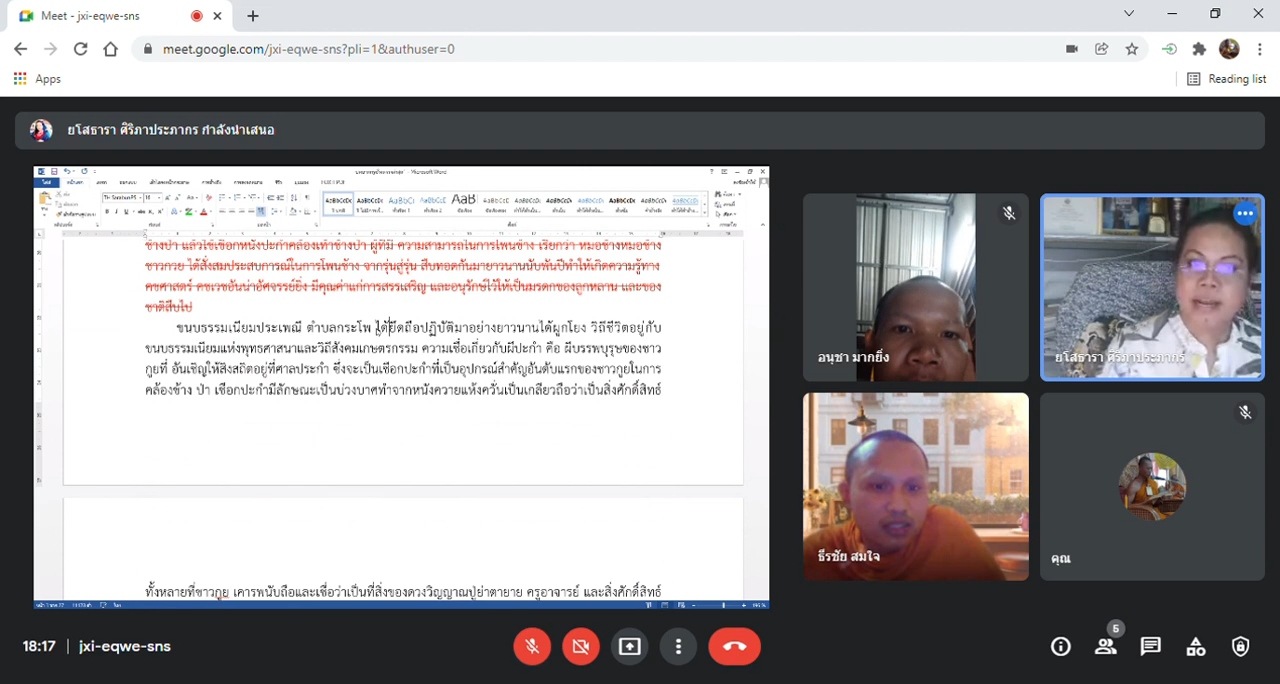 Meet - jxi-eqwe-sns
meet.google.com/jxi-eqwe-sns?pli=1&authuser=0
Apps
Reading list
ยโสธารา ศิริภาประภากร กำลังนำเสนอ
Microsoft Word
AaBbCcDc AaBbCcDc AaBbC AaBbCc AaB AaBbCcD AaBbCcDc AaBbCcDc AaBbCcDc AaBbCcDc AaBbCcDc AaBbCcDc
ช้างป่า แล้วใช้เชือกหนังปะกำคล้องเท้าช้างป่า ผู้ที่มี ความสามารถในการโพนช้าง เรียกว่า หมอช้างหมอช้าง
ชาวกวย ได้สั่งสมประสบการณ์ในการโพนช้าง จากรุ่นสู่รุ่น สืบทอดกันมายาวนานนับพันปีทำให้เกิดความรู้ทาง
คชศาสตร์ คชเวชอันน่าอัศจรรย์ยิ่ง มีคุณค่าแก่การสรรเสริญ และอนุรักษ์ไว้ให้เป็นมรดกของลูกหลาน และของ
ชาติสืบไป
ขนบธรรมเนียมประเพณี ตำบลกระโพ ได้ยึดถือปฏิบัติมาอย่างยาวนานได้ผูกโยง วิถีชีวิตอยู่กับ
ขนบธรรมเนียมแห่งพุทธศาสนาและวิถีสังคมเกษตรกรรม ความเชื่อเกี่ยวกับผีปะกำ คือ ผีบรรพบุรุษของชาว
กูยที่ อันเชิญให้สิงสถิตอยู่ที่ศาลประกำ ซึ่งจะเป็นเชือกปะกำที่เป็นอุปกรณ์สำคัญอันดับแรกของชาวกูยในการ
คล้องช้าง ป่า เชือกปะกำมีลักษณะเป็นบ่วงบาศทำจากหนังควายแห้งควั่นเป็นเกลียวถือว่าเป็นสิ่งศักดิ์สิทธ์
ทั้งหลายที่ชาวกูย เคารพนับถือและเชื่อว่าเป็นที่สิงของดวงวิญญาณปู่ย่าตายาย ครูอาจารย์ และสิ่งศักดิ์สิทธ์
อนุชา มากยิ่ง
ยโสธารา ศิริภาประภากร
ธีรชัย สมใจ
คุณ
18:17 | jxi-eqwe-sns
5